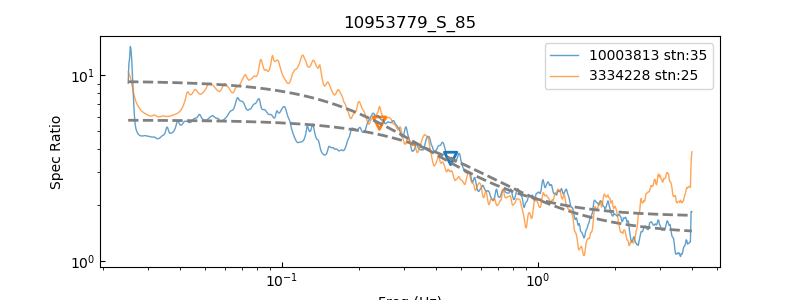 10953779_S_85
10003813 stn:35
3334228 stn:25
Spec Ratio
10¹
10⁰
10⁻¹ 10⁰
Freq (Hz)